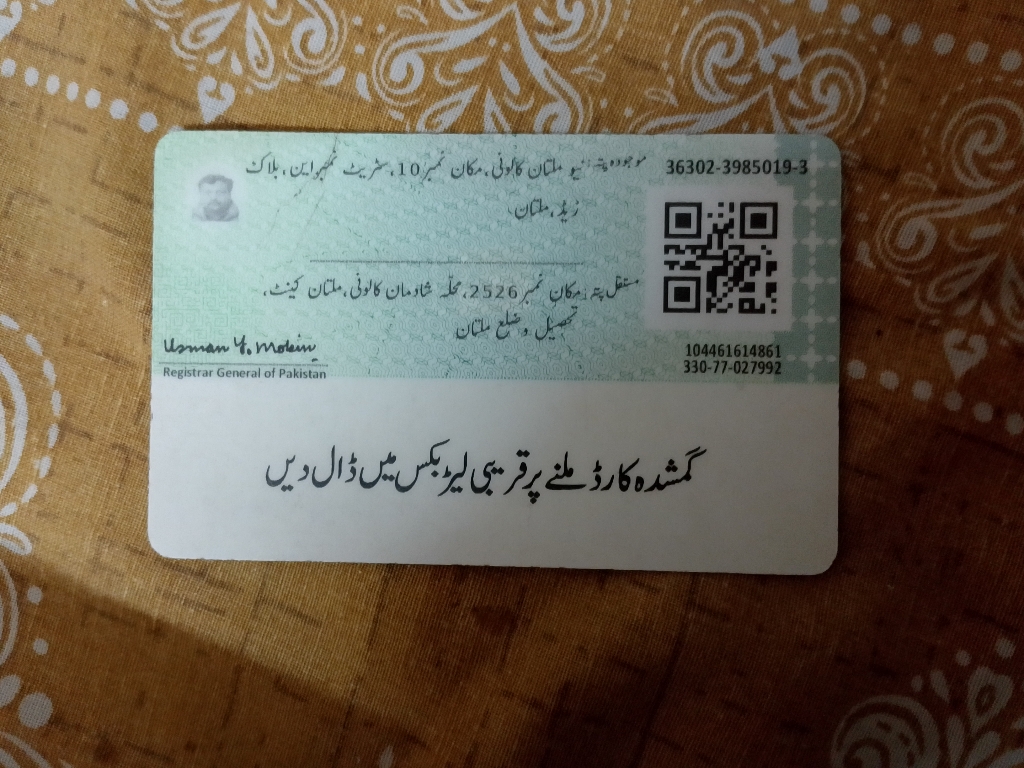 موجودہ پتہ: نیو ملتان کالونی، مکان نمبر 10، سٹریٹ نمبر این، بلاک
زیڈ، ملتان
36302-3985019-3
مستقل پتہ: مکان نمبر 2526، محلہ شادمان کالونی، ملتان کینٹ،
تحصیل و ضلع ملتان
104461614861
330-77-027992
Usman Y. Mobin
Registrar General of Pakistan
گمشدہ کارڈ ملنے پر قریبی لیٹر بکس میں ڈال دیں